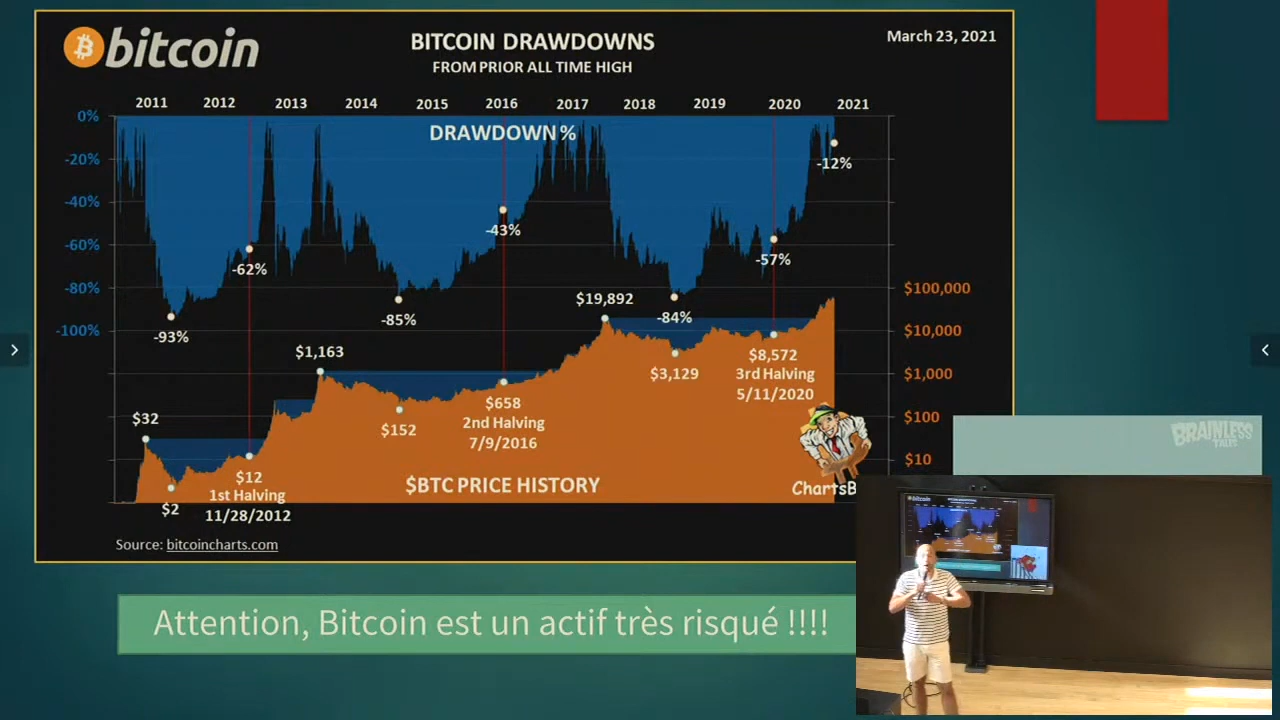 bitcoin
BITCOIN DRAWDOWNS
FROM PRIOR ALL TIME HIGH
March 23, 2021
2011 2012 2013 2014 2015 2016 2017 2018 2019 2020 2021
DRAWDOWN %
0%
-20%
-40%
-60%
-80%
-100%
-93%
-62%
-85%
-43%
-84%
-57%
-12%
$100,000
$10,000
$1,000
$100
$10
$32
$2
$12
1st Halving
11/28/2012
$1,163
$152
$658
2nd Halving
7/9/2016
$19,892
$3,129
$8,572
3rd Halving
5/11/2020
$BTC PRICE HISTORY
ChartsB
Source: bitcoincharts.com
BRAINLESS
TALES
Attention, Bitcoin est un actif très risqué !!!!